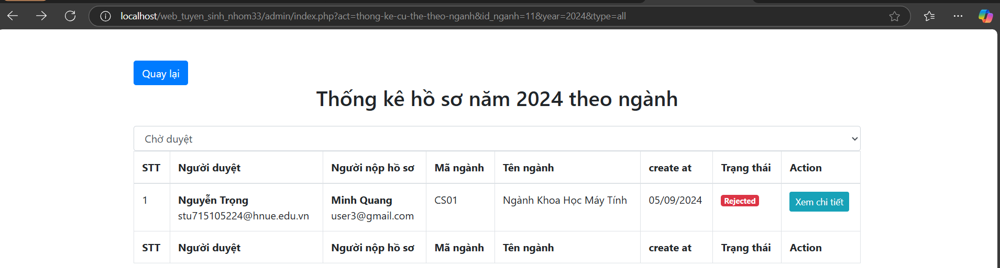 localhost/web_tuyen_sinh_nhom33/admin/index.php?act=thong-ke-cu-the-theo-nganh&id_nganh=11&year=2024&type=all
Quay lại
Thống kê hồ sơ năm 2024 theo ngành
Chờ duyệt
STT Người duyệt Người nộp hồ sơ Mã ngành Tên ngành create at Trạng thái Action
1 Nguyễn Trọng Minh Quang CS01 Ngành Khoa Học Máy Tính 05/09/2024 Rejected Xem chi tiết
stu715105224@hnue.edu.vn user3@gmail.com
STT Người duyệt Người nộp hồ sơ Mã ngành Tên ngành create at Trạng thái Action